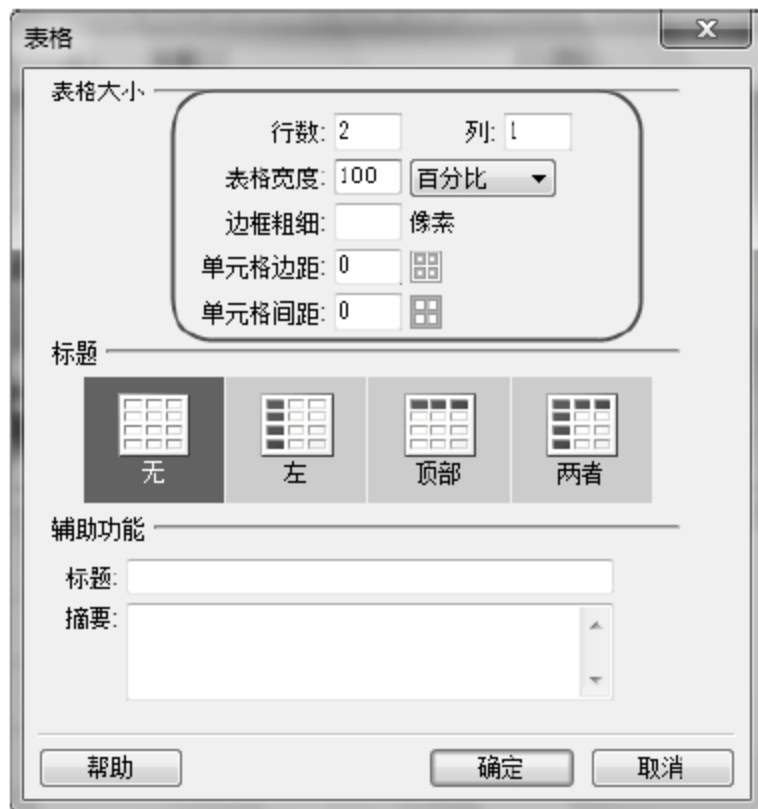 表格
X
表格大小
行数: 2 列: 1
表格宽度: 100 百分比
边框粗细: 像素
单元格边距: 0
单元格间距: 0
标题
无 左 顶部 两者
辅助功能
标题:
摘要:
帮助 确定 取消